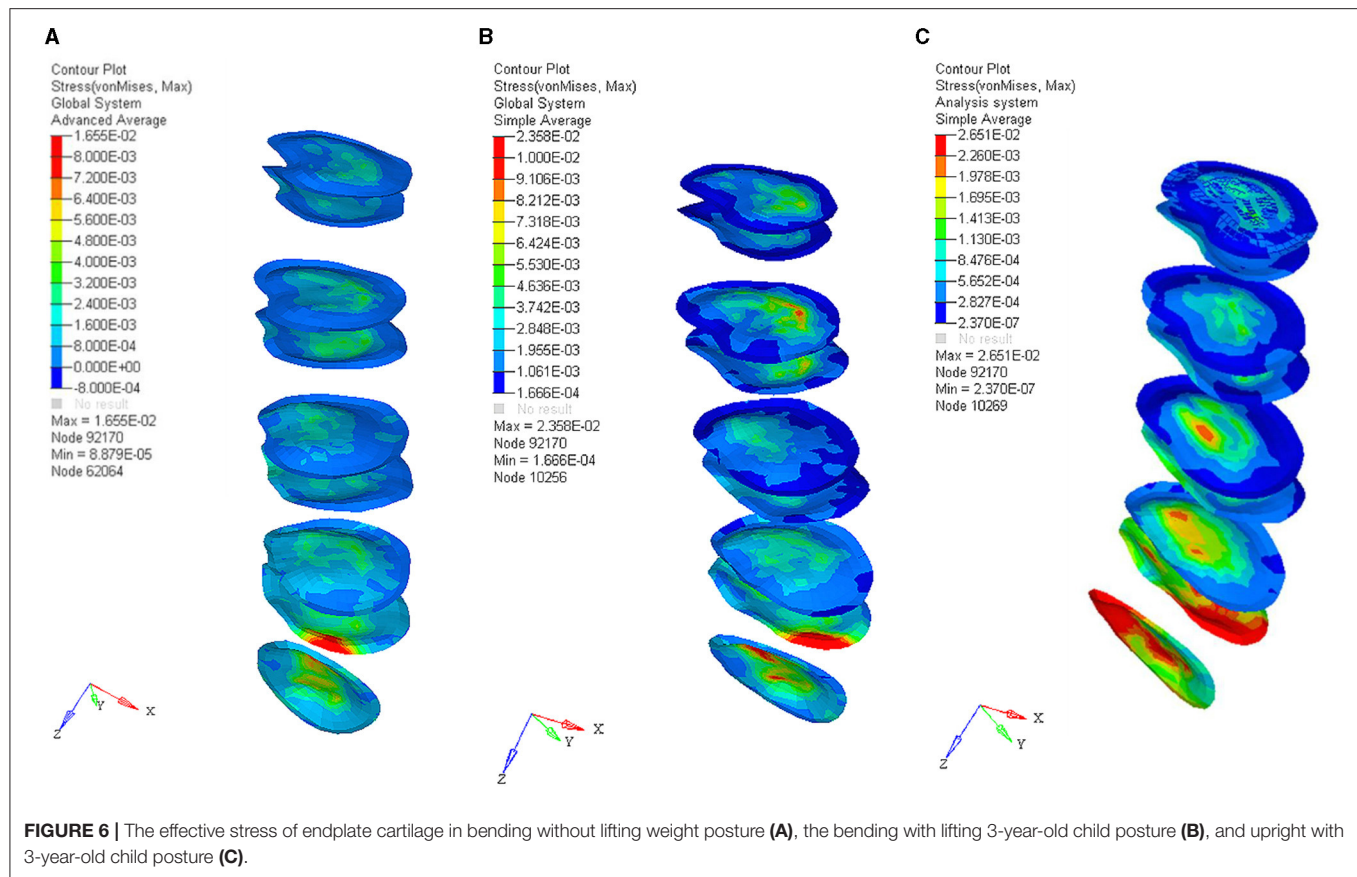 A
Contour Plot
Stress(vonMises, Max)
Global System
Advanced Average
1.655E-02
8.000E-03
7.200E-03
6.400E-03
5.600E-03
4.800E-03
4.000E-03
3.200E-03
2.400E-03
1.600E-03
8.000E-04
0.000E+00
-8.000E-04
No result
Max = 1.655E-02
Node 92170
Min = 8.879E-05
Node 62064
X
Y
Z
B
Contour Plot
Stress(vonMises, Max)
Global System
Simple Average
2.358E-02
1.000E-02
9.106E-03
8.212E-03
7.318E-03
6.424E-03
5.530E-03
4.636E-03
3.742E-03
2.848E-03
1.955E-03
1.061E-03
1.666E-04
No result
Max = 2.358E-02
Node 92170
Min = 1.666E-04
Node 10256
X
Y
Z
C
Contour Plot
Stress(vonMises, Max)
Analysis system
Simple Average
2.651E-02
2.260E-03
1.978E-03
1.695E-03
1.413E-03
1.130E-03
8.476E-04
5.652E-04
2.827E-04
2.370E-07
No result
Max = 2.651E-02
Node 92170
Min = 2.370E-07
Node 10269
X
Y
Z
FIGURE 6 | The effective stress of endplate cartilage in bending without lifting weight posture (A), the bending with lifting 3-year-old child posture (B), and upright with
3-year-old child posture (C).